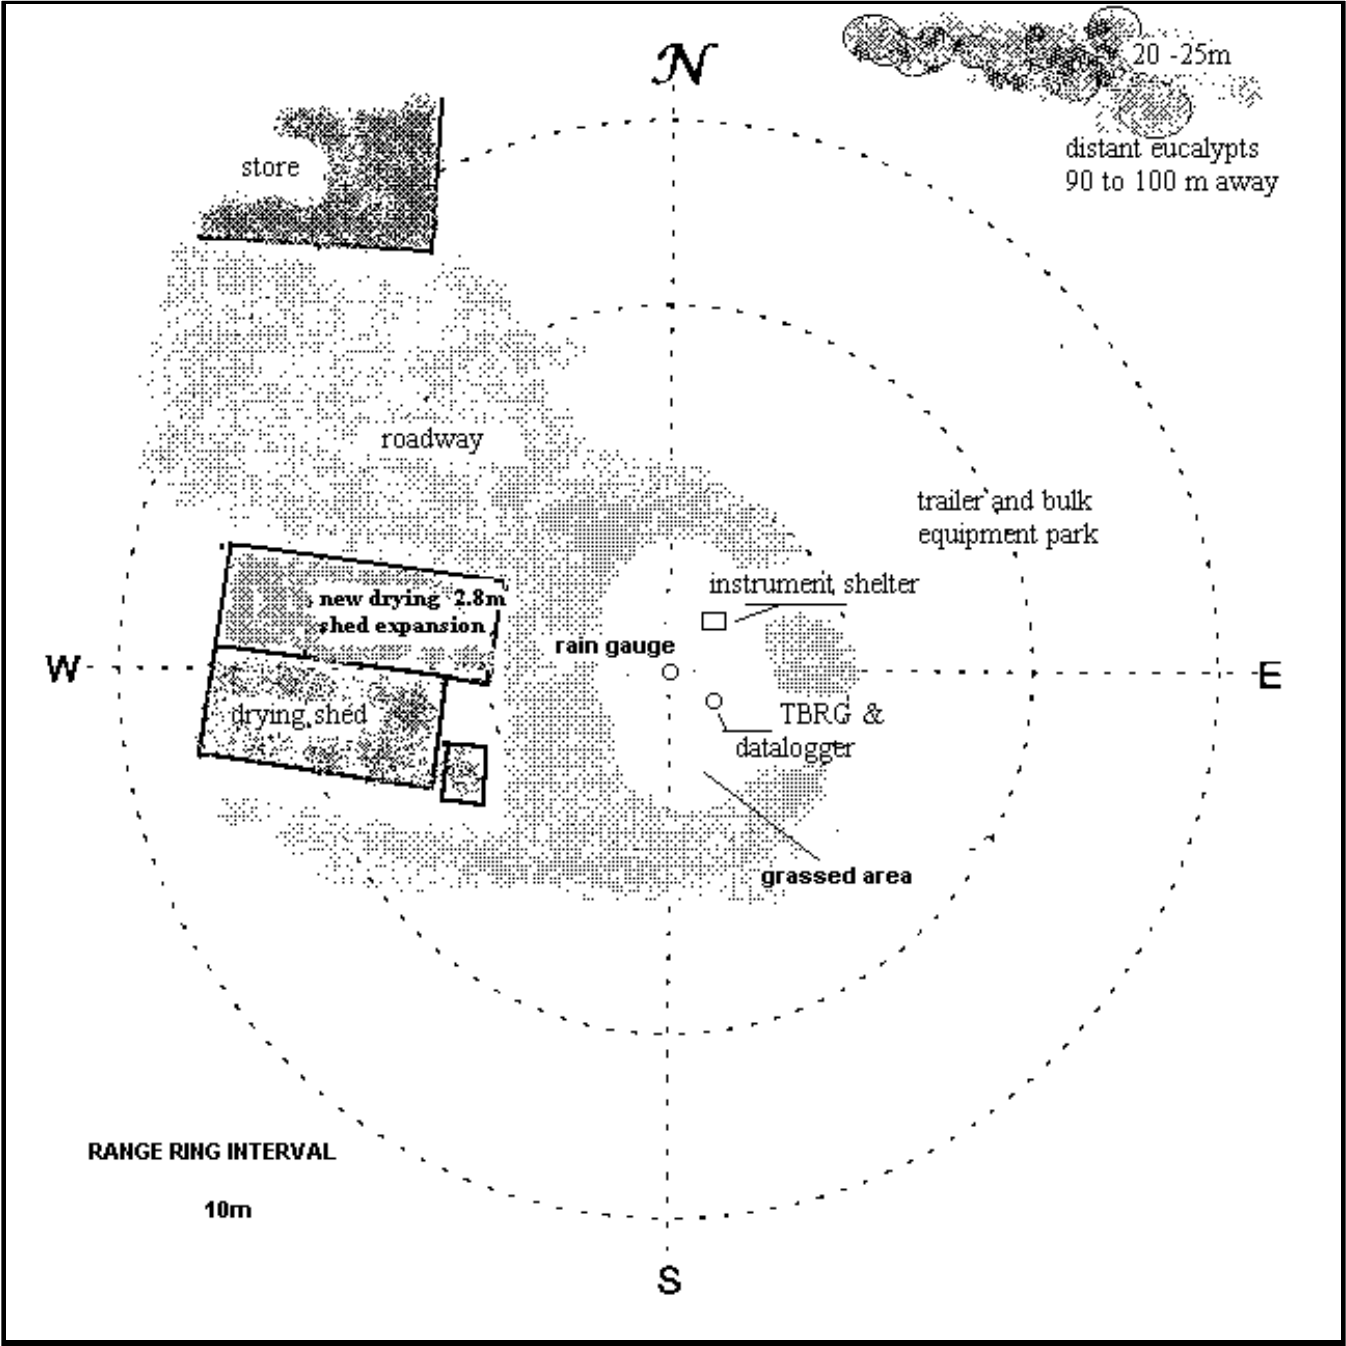 N
20 -25m
distant eucalypts
90 to 100 m away
store
roadway
trailer and bulk
equipment park
instrument shelter
new drying 2.8m
shed expansion
rain gauge
W
E
drying shed
TBRG &
datalogger
grassed area
RANGE RING INTERVAL
10m
S